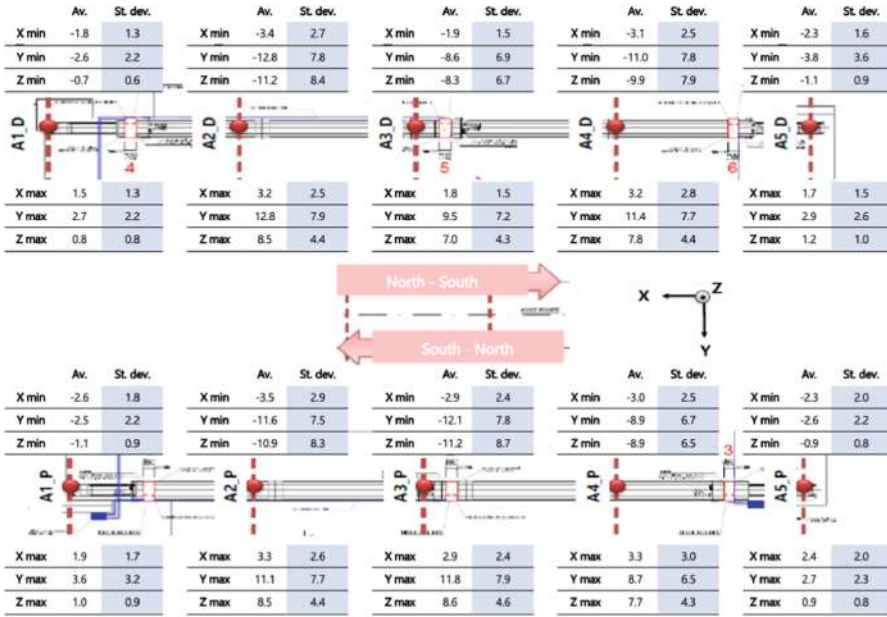 Av. St. dev. Av. St. dev. Av. St. dev. Av. St. dev. Av. St. dev.
X min -1.8 1.3 X min -3.4 2.7 X min -1.9 1.5 X min -3.1 2.5 X min -2.3 1.6
Y min -2.6 2.2 Y min -12.8 7.8 Y min -8.6 6.9 Y min -11.0 7.8 Y min -3.8 3.6
Z min -0.7 0.6 Z min -11.2 8.4 Z min -8.3 6.7 Z min -9.9 7.9 Z min -1.1 0.9
A1_D A2_D A3_D A4_D A5_D
4 5 6
X max 1.5 1.3 X max 3.2 2.5 X max 1.8 1.5 X max 3.2 2.8 X max 1.7 1.5
Y max 2.7 2.2 Y max 12.8 7.9 Y max 9.5 7.2 Y max 11.4 7.7 Y max 2.9 2.6
Z max 0.8 0.8 Z max 8.5 4.4 Z max 7.0 4.3 Z max 7.8 4.4 Z max 1.2 1.0
North - South
X Z
Y
South - North
Av. St. dev. Av. St. dev. Av. St. dev. Av. St. dev. Av. St. dev.
X min -2.6 1.8 X min -3.5 2.9 X min -2.9 2.4 X min -3.0 2.5 X min -2.3 2.0
Y min -2.5 2.2 Y min -11.6 7.5 Y min -12.1 7.8 Y min -8.9 6.7 Y min -2.6 2.2
Z min -1.1 0.9 Z min -10.9 8.3 Z min -11.2 8.7 Z min -8.9 6.5 Z min -0.9 0.8
3
A1_P A2_P A3_P A4_P A5_P
X max 1.9 1.7 X max 3.3 2.6 X max 2.9 2.4 X max 3.3 3.0 X max 2.4 2.0
Y max 3.6 3.2 Y max 11.1 7.7 Y max 11.8 7.9 Y max 8.7 6.5 Y max 2.7 2.3
Z max 1.0 0.9 Z max 8.5 4.4 Z max 8.6 4.6 Z max 7.7 4.3 Z max 0.9 0.8